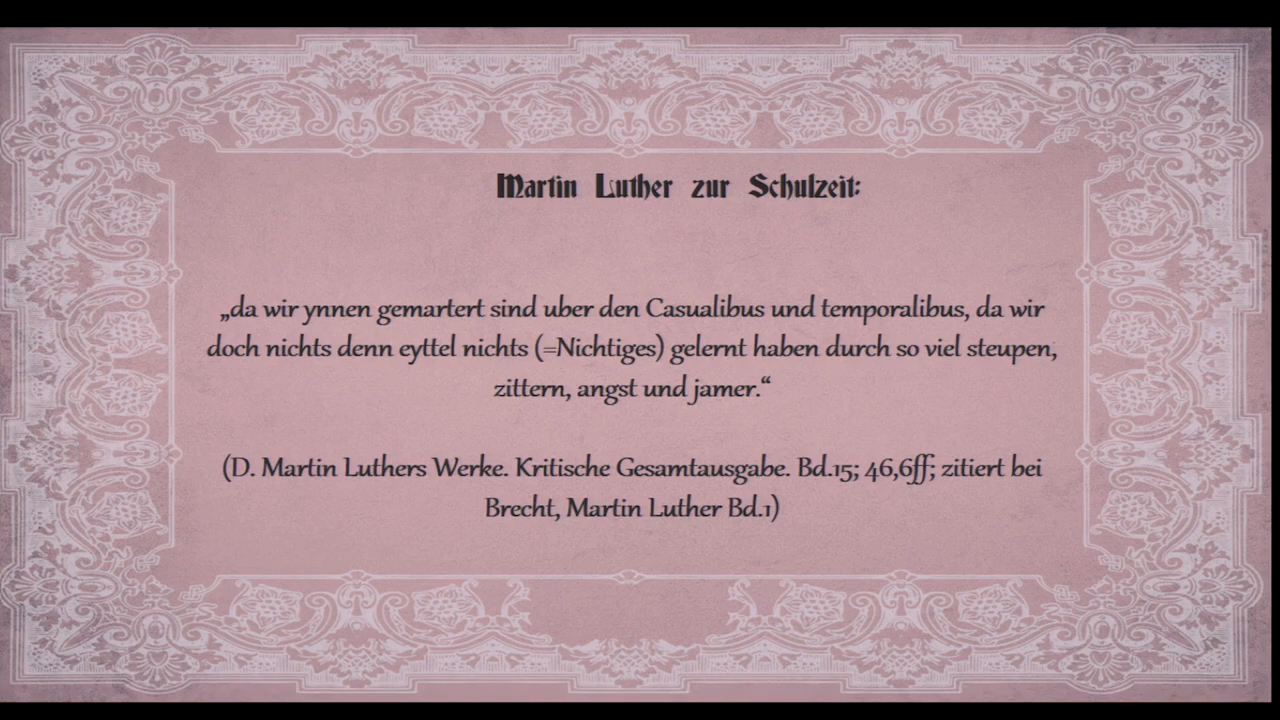 Martin Luther zur Schulzeit:
„da wir ynnen gemartert sind uber den Casualibus und temporalibus, da wir
doch nichts denn eyttel nichts (=Nichtiges) gelernt haben durch so viel steupen,
zittern, angst und jamer.“
(D. Martin Luthers Werke. Kritische Gesamtausgabe. Bd.15; 46,6ff; zitiert bei
Brecht, Martin Luther Bd.1)